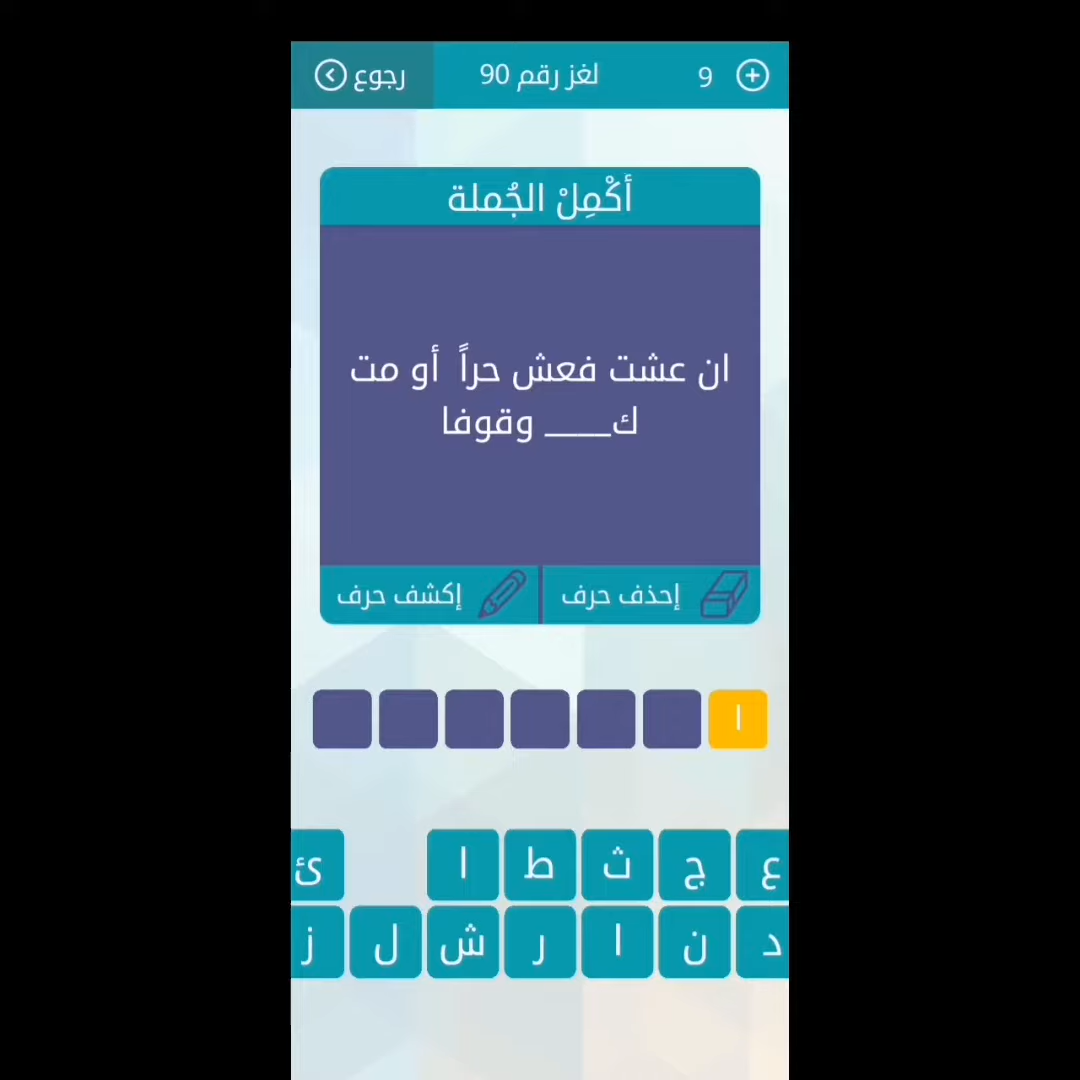 9 لغز رقم 90 رجوع
أكْمِلْ الجُملة
ان عشت فعش حراً أو مت
ك____ وقوفا
إحذف حرف إكشف حرف
ا
ع ج ث ط ا ئ
د ن ا ر ش ل ز